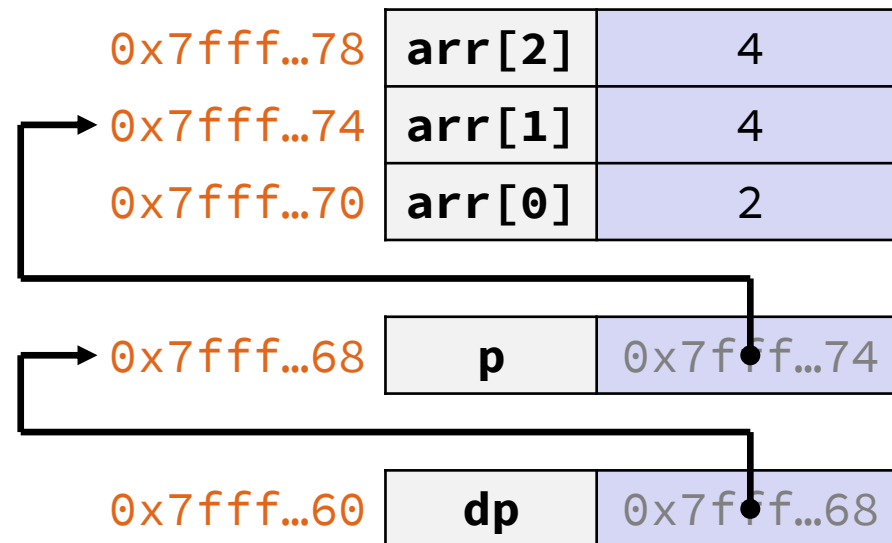 0x7fff…78 arr[2] 4
0x7fff…74 arr[1] 4
0x7fff…70 arr[0] 2
0x7fff…68 p 0x7fff…74
0x7fff…60 dp 0x7fff…68